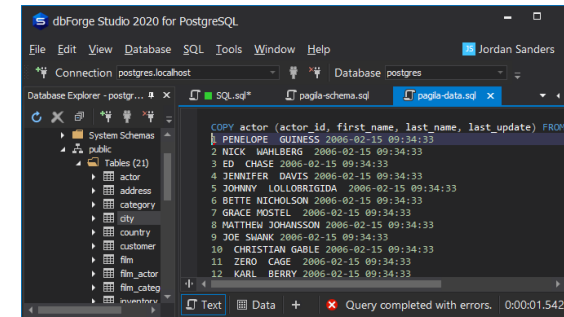 dbForge Studio 2020 for PostgreSQL
File Edit View Database SQL Tools Window Help
JS Jordan Sanders
Connection postgres.localhost Database postgres
Database Explorer - postgr...
SQL.sql* pagila-schema.sql pagila-data.sql
System Schemas
public
Tables (21)
actor
address
category
city
country
customer
film
film_actor
film_categ
inventory
COPY actor (actor_id, first_name, last_name, last_update) FROM
1 PENELOPE GUINESS 2006-02-15 09:34:33
2 NICK WAHLBERG 2006-02-15 09:34:33
3 ED CHASE 2006-02-15 09:34:33
4 JENNIFER DAVIS 2006-02-15 09:34:33
5 JOHNNY LOLLOBRIGIDA 2006-02-15 09:34:33
6 BETTE NICHOLSON 2006-02-15 09:34:33
7 GRACE MOSTEL 2006-02-15 09:34:33
8 MATTHEW JOHANSSON 2006-02-15 09:34:33
9 JOE SWANK 2006-02-15 09:34:33
10 CHRISTIAN GABLE 2006-02-15 09:34:33
11 ZERO CAGE 2006-02-15 09:34:33
12 KARL BERRY 2006-02-15 09:34:33
Text Data + Query completed with errors. 0:00:01.542